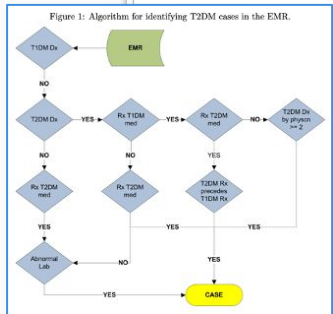 Figure 1: Algorithm for identifying T2DM cases in the EMR.
T1DM Dx
EMR
NO
T2DM Dx
YES
Rx T1DM
med
YES
Rx T2DM
med
NO
T2DM Dx
by physcn
>= 2
NO
NO
YES
Rx T2DM
med
Rx T2DM
med
T2DM Rx
precedes
T1DM Rx
YES
YES
YES
Abnormal
Lab
NO
YES
YES
CASE